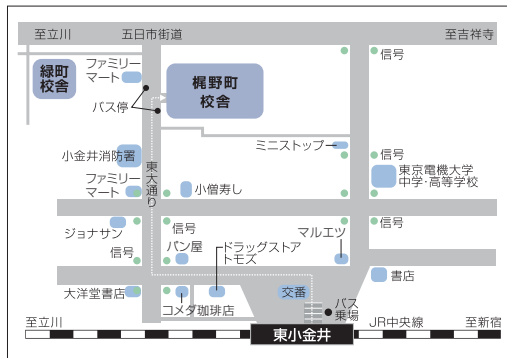 至立川
五日市街道
至吉祥寺
ファミリー
マート
信号
緑町
校舎
梶野町
校舎
バス停
ミニストップ
小金井消防署
東大通り
信号
東京電機大学
中学・高等学校
ファミリー
マート
小僧寿し
ジョナサン
信号
信号
マルエツ
信号
パン屋
ドラッグストア
トモズ
書店
大洋堂書店
交番
コメダ珈琲店
バス
乗場
至立川
東小金井
JR中央線
至新宿